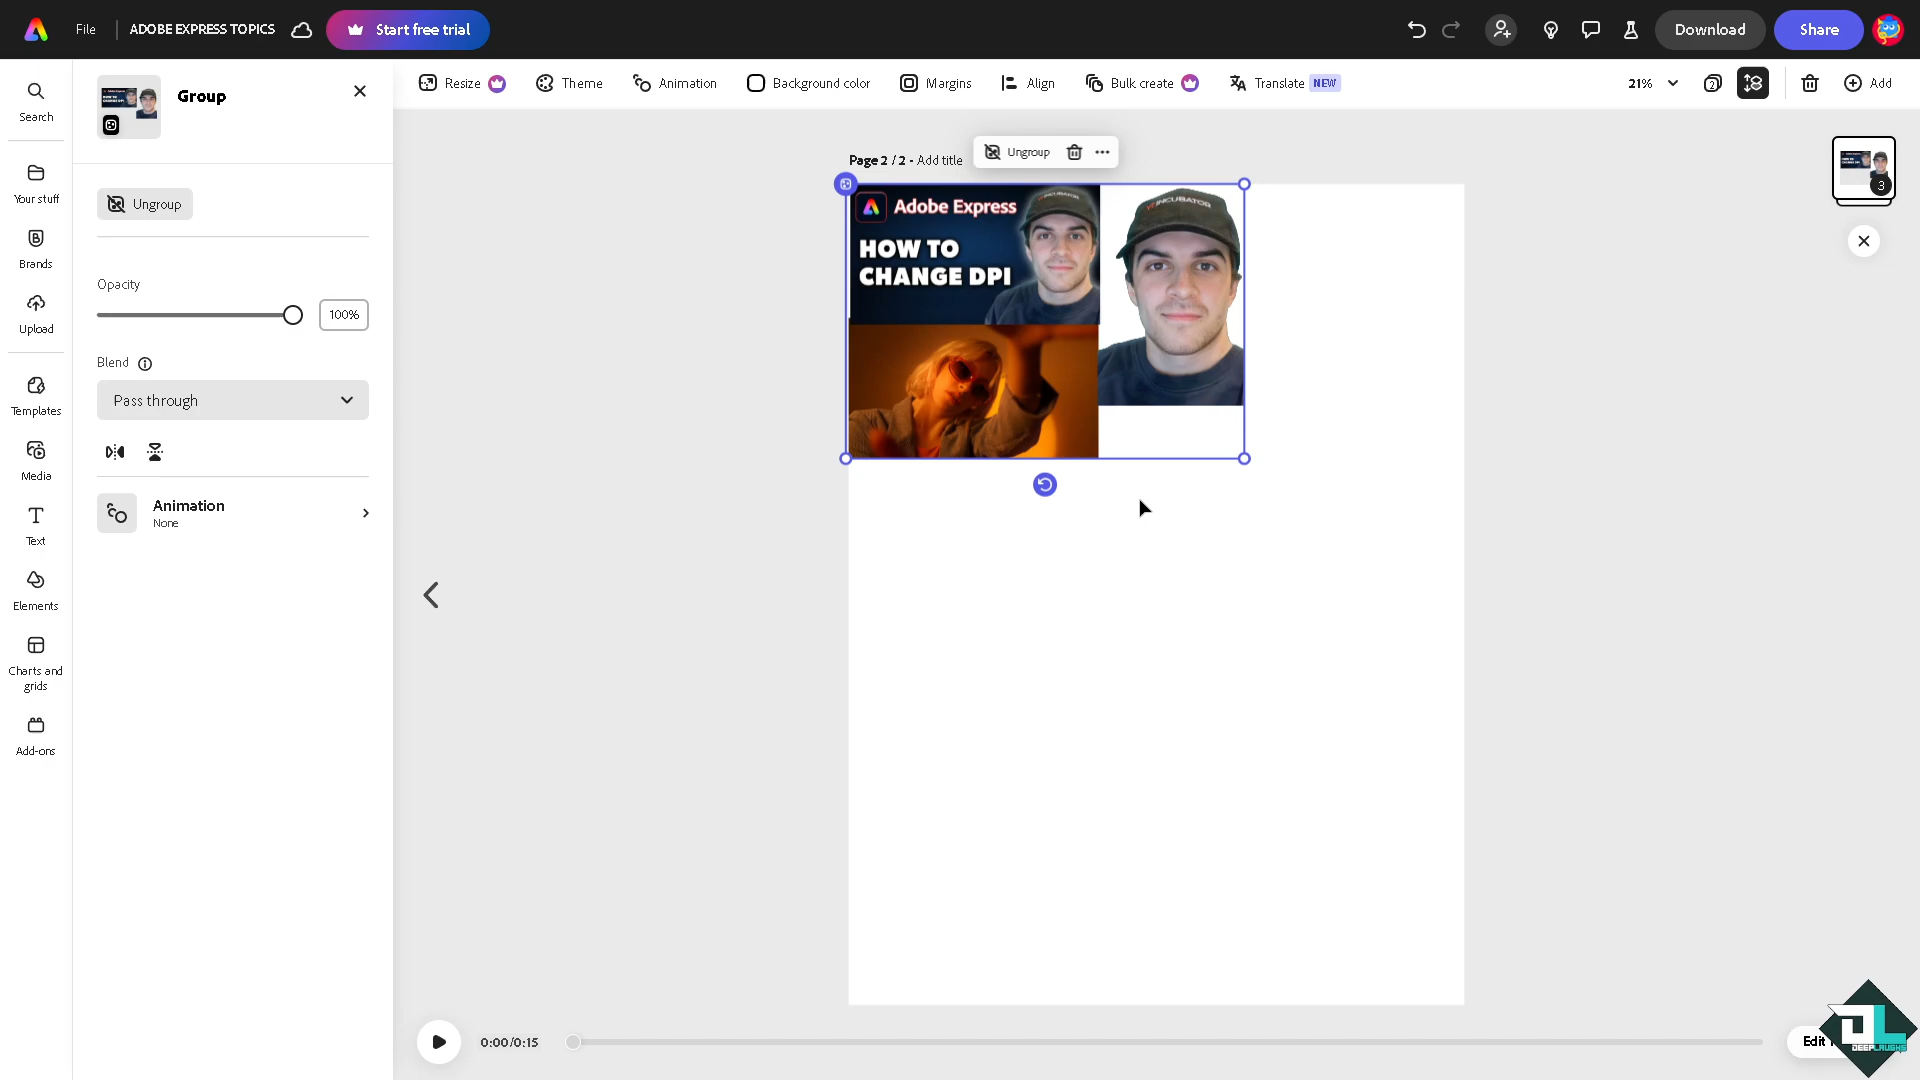 File
ADOBE EXPRESS TOPICS
Start free trial
Download
Share
Search
Your stuff
Brands
Upload
Templates
Media
Text
Elements
Charts and
grids
Add-ons
Group
Ungroup
Opacity
100%
Blend
Pass through
Animation
None
Resize
Theme
Animation
Background color
Margins
Align
Bulk create
Translate NEW
21%
2
Add
Page 2 / 2 - Add title
Ungroup
Adobe Express
HOW TO
CHANGE DPI
INCUBATOR
3
0:00/0:15
Edit
DEEPLAUGHS